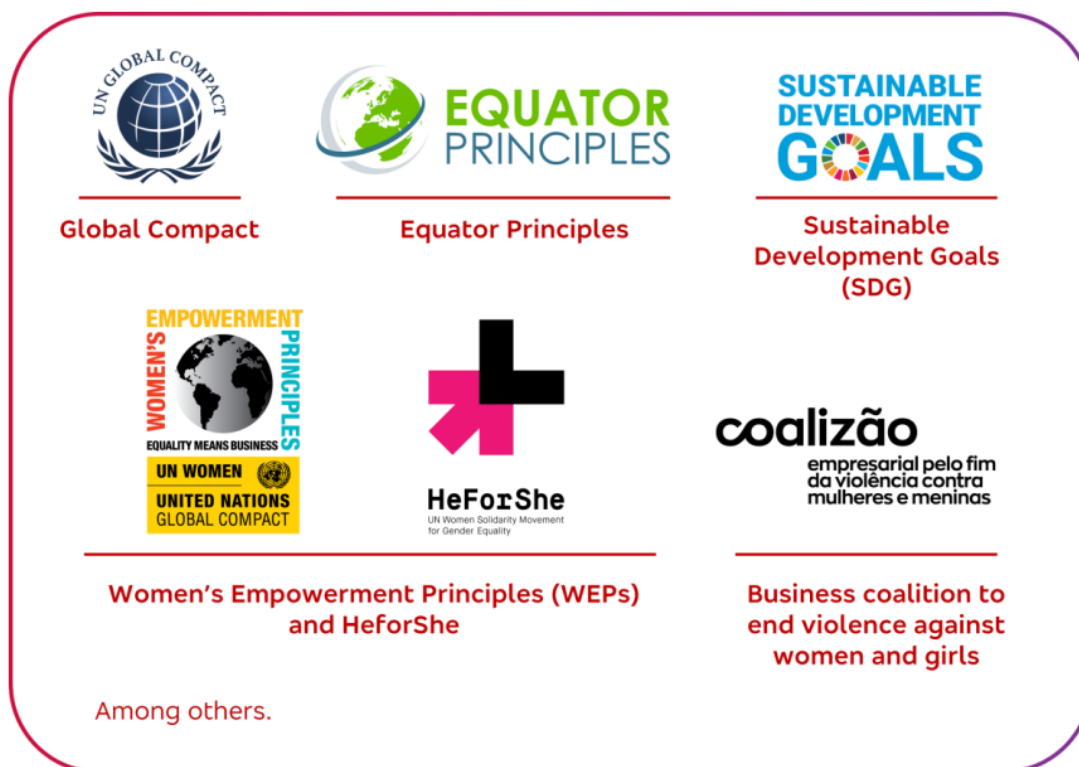 UN GLOBAL COMPACT
EQUATOR
PRINCIPLES
SUSTAINABLE
DEVELOPMENT
GOALS
Global Compact
Equator Principles
Sustainable
Development Goals
(SDG)
WOMEN'S
EMPOWERMENT
PRINCIPLES
EQUALITY MEANS BUSINESS
UN WOMEN
UNITED NATIONS
GLOBAL COMPACT
HeForShe
UN Women Solidarity Movement
for Gender Equality
coalizão
empresarial pelo fim
da violência contra
mulheres e meninas
Women's Empowerment Principles (WEPs)
and HeforShe
Business coalition to
end violence against
women and girls
Among others.